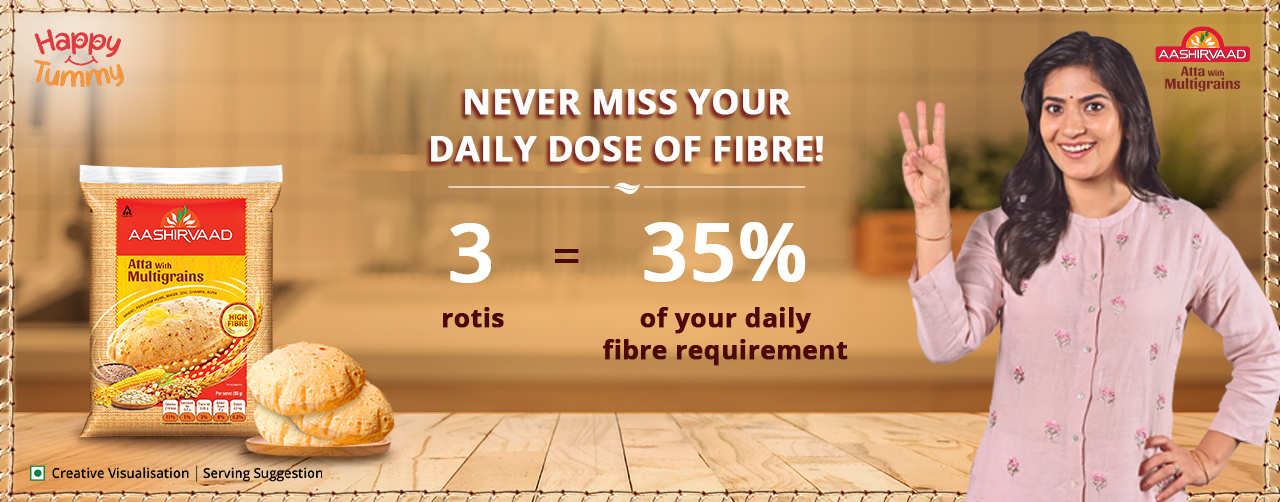 Happy
Tummy
AASHIRVAAD
Atta With
Multigrains
NEVER MISS YOUR
DAILY DOSE OF FIBRE!
3 = 35%
rotis of your daily
fibre requirement
AASHIRVAAD
Atta With
Multigrains
HIGH
FIBRE
Creative Visualisation | Serving Suggestion